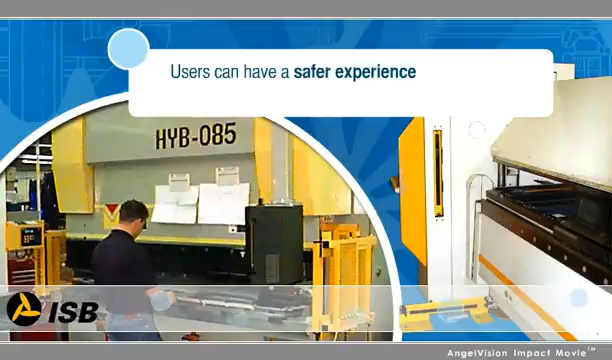 Users can have a safer experience
HYB-085
ISB
AngelVision Impact Movie™